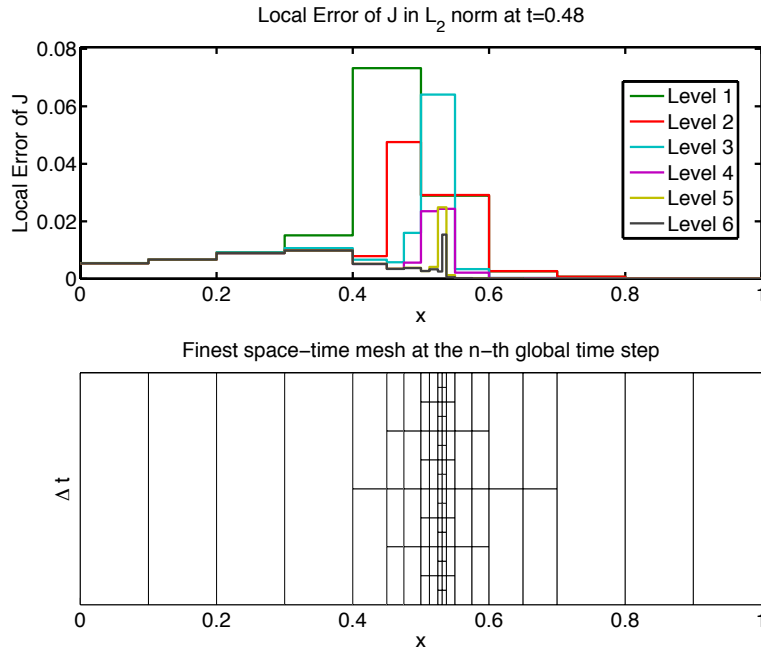 Local Error of J in L2 norm at t=0.48
0.08
0.06
0.04
0.02
0
Local Error of J
Level 1
Level 2
Level 3
Level 4
Level 5
Level 6
0 0.2 0.4 0.6 0.8 1
x
Finest space−time mesh at the n−th global time step
Δ t
0 0.2 0.4 0.6 0.8 1
x